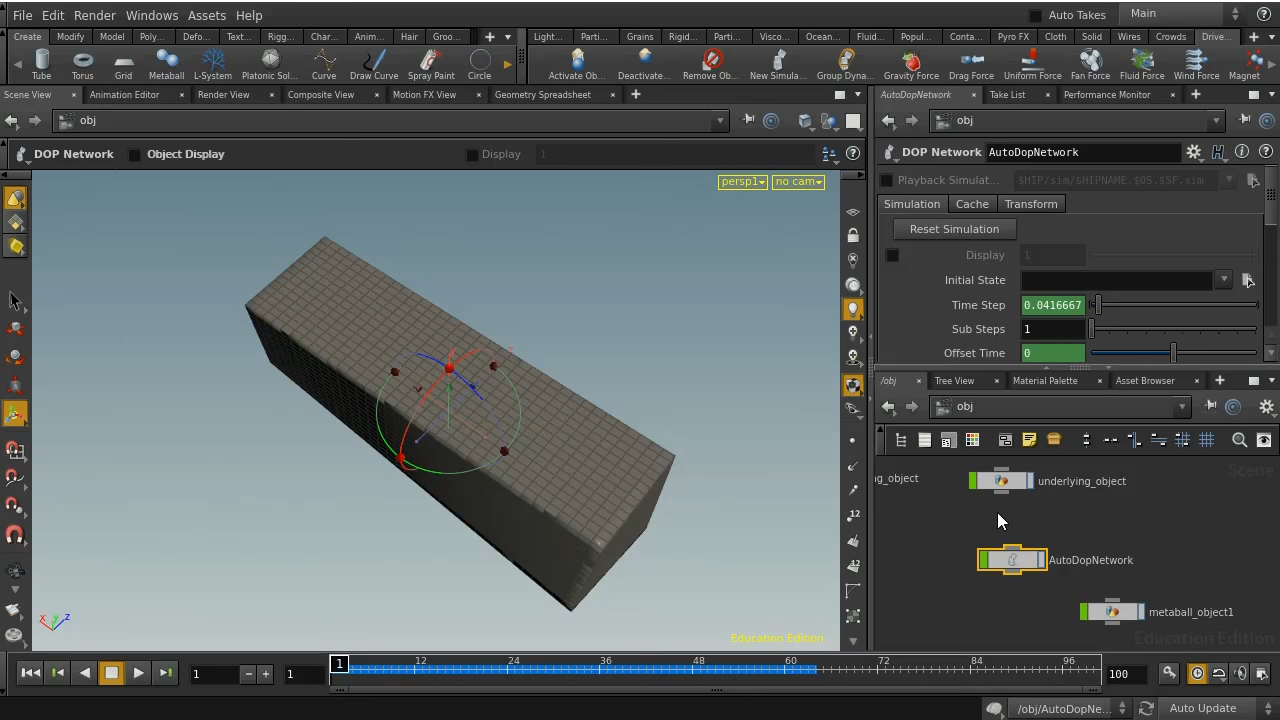 File Edit Render Windows Assets Help Auto Takes Main
Create Modify Model Poly... Defo... Text... Rigg... Char... Anim... Hair Groo... Light... Parti... Grains Rigid... Parti... Visco... Ocean... Fluid... Popul... Conta... Pyro FX Cloth Solid Wires Crowds Drive...
Tube Torus Grid Metaball L-System Platonic Sol... Curve Draw Curve Spray Paint Circle Activate Ob... Deactivate... Remove Ob... New Simula... Group Dyna... Gravity Force Drag Force Uniform Force Fan Force Fluid Force Wind Force Magnet
Scene View Animation Editor Render View Composite View Motion FX View Geometry Spreadsheet AutoDopNetwork Take List Performance Monitor
obj obj
DOP Network Object Display Display 1 DOP Network AutoDopNetwork
persp1 no cam Playback Simulat... $HIP/sim/$HIPNAME.$OS.$SF.sim
Simulation Cache Transform
Reset Simulation
Display 1
Initial State
Time Step 0.0416667
Sub Steps 1
Offset Time 0
/obj Tree View Material Palette Asset Browser
obj
Scene
ng_object underlying_object
12
AutoDopNetwork
12
metaball_object1
x y z
Education Edition Education Edition
1 1 1 12 24 36 48 60 72 84 96 100
/obj/AutoDopNe... Auto Update